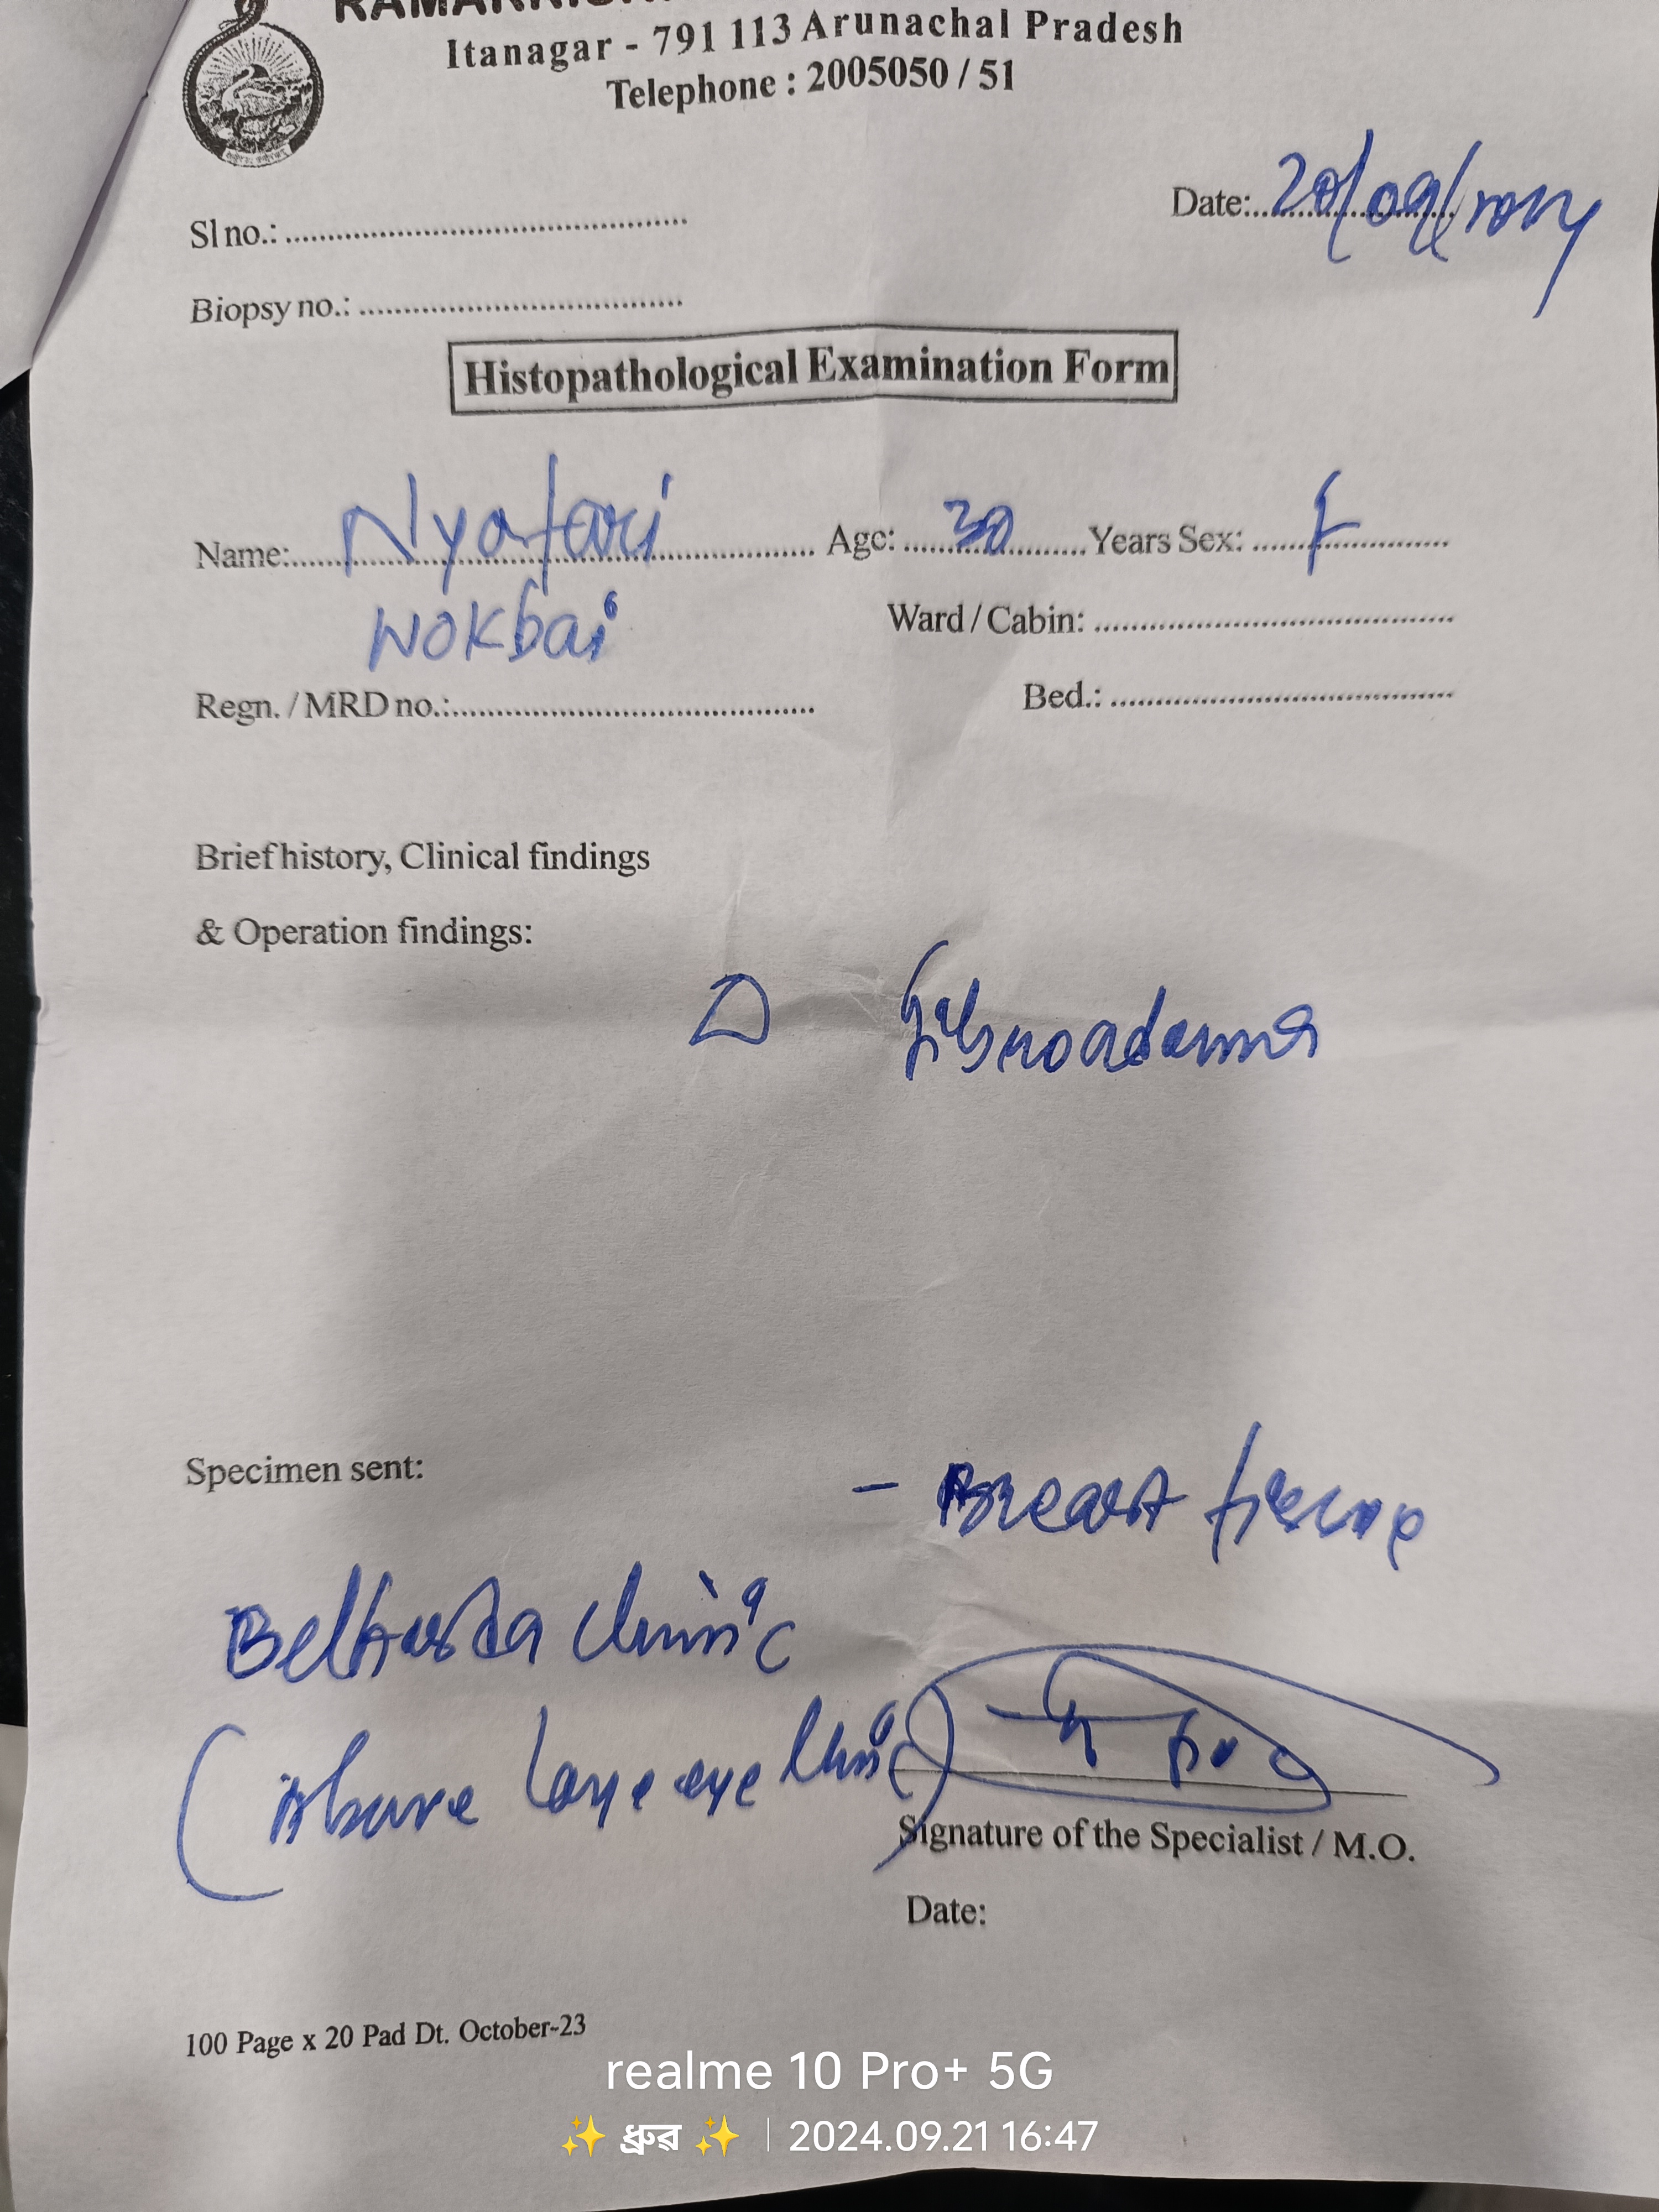 Itanagar - 791 113 Arunachal Pradesh
Telephone : 2005050 / 51
Date: 20/09/2024
Sl no.:
Biopsy no.:
Histopathological Examination Form
Name: Nyatari Age: 30 Years Sex: F
Wokbai
Ward / Cabin:
Regn. / MRD no.: Bed.:
Brief history, Clinical findings
& Operation findings:
Δ Fibroadenoma
Specimen sent:
- Breast tissue
clinic
(Above eye clinic)
Signature of the Specialist / M.O.
Date:
100 Page x 20 Pad Dt. October-23
realme 10 Pro+ 5G
✨ ধ্ৰুৱ ✨ | 2024.09.21 16:47